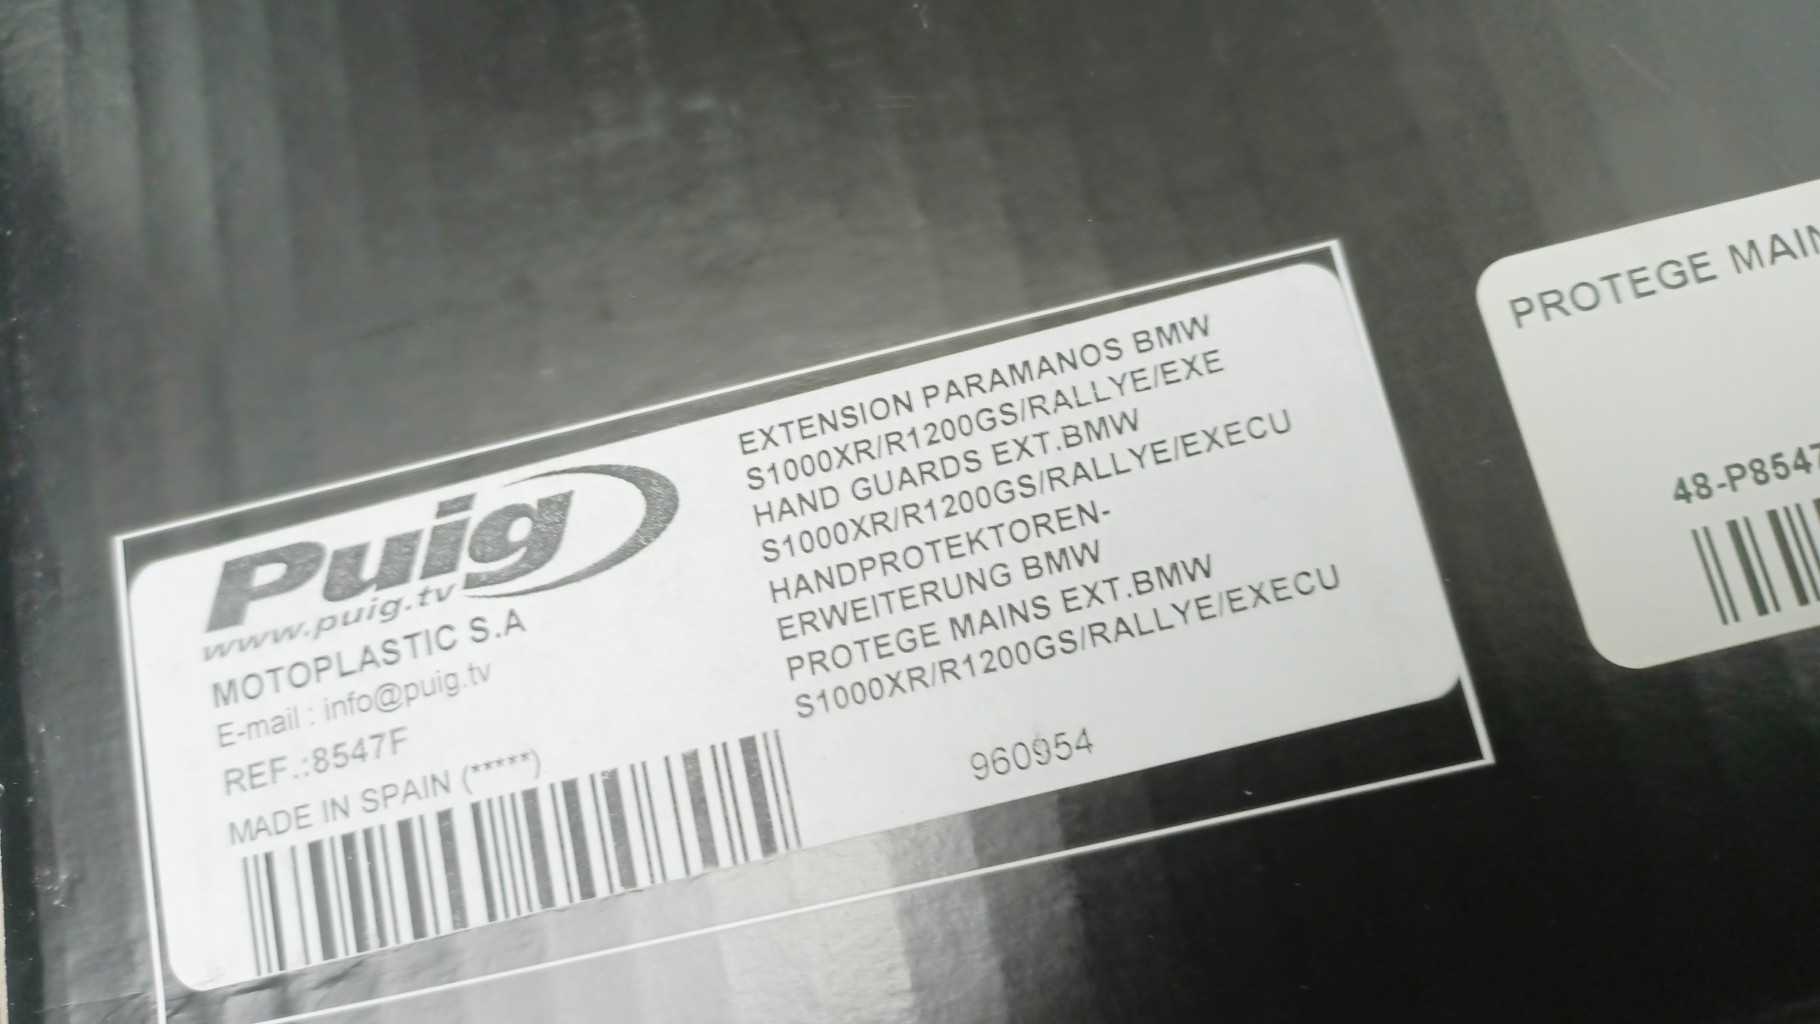 Puig
www.puig.tv
MOTOPLASTIC S.A
E-mail : info@puig.tv
REF.:8547F
MADE IN SPAIN (*****)
EXTENSION PARAMANOS BMW
S1000XR/R1200GS/RALLYE/EXE
HAND GUARDS EXT.BMW
S1000XR/R1200GS/RALLYE/EXECU
HANDPROTEKTOREN-
ERWEITERUNG BMW
PROTEGE MAINS EXT.BMW
S1000XR/R1200GS/RALLYE/EXECU
960954
PROTEGE MAIN
48-P8547